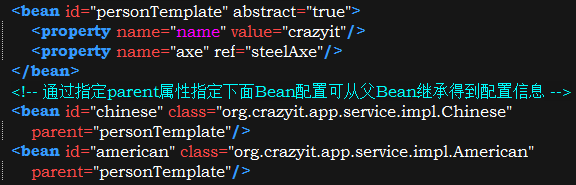 <bean id="personTemplate" abstract="true">
<property name="name" value="crazyit"/>
<property name="axe" ref="steelAxe"/>
</bean>
<!-- 通过指定parent属性指定下面Bean配置可从父Bean继承得到配置信息 -->
<bean id="chinese" class="org.crazyit.app.service.impl.Chinese"
parent="personTemplate"/>
<bean id="american" class="org.crazyit.app.service.impl.American"
parent="personTemplate"/>